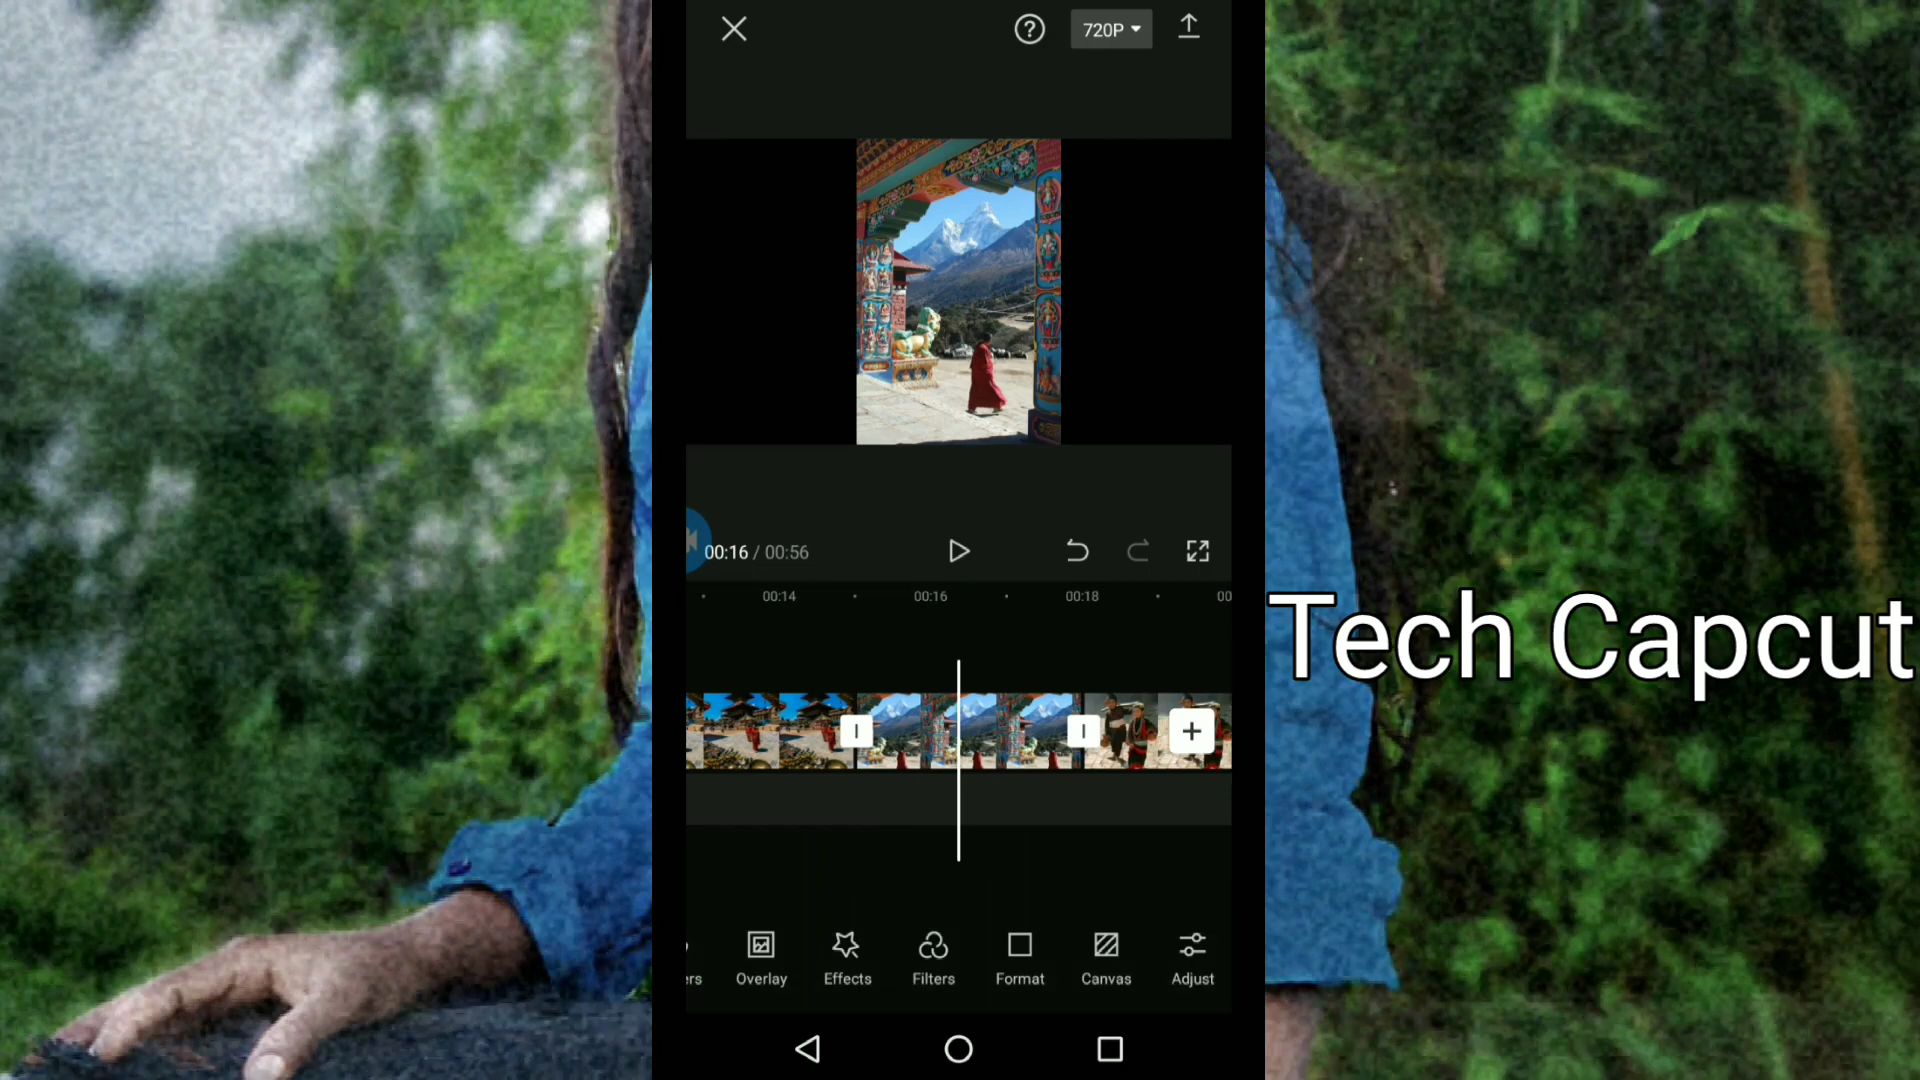 720P
00:16 / 00:56
00:14
00:16
00:18
00
Tech Capcut
ers
Overlay
Effects
Filters
Format
Canvas
Adjust